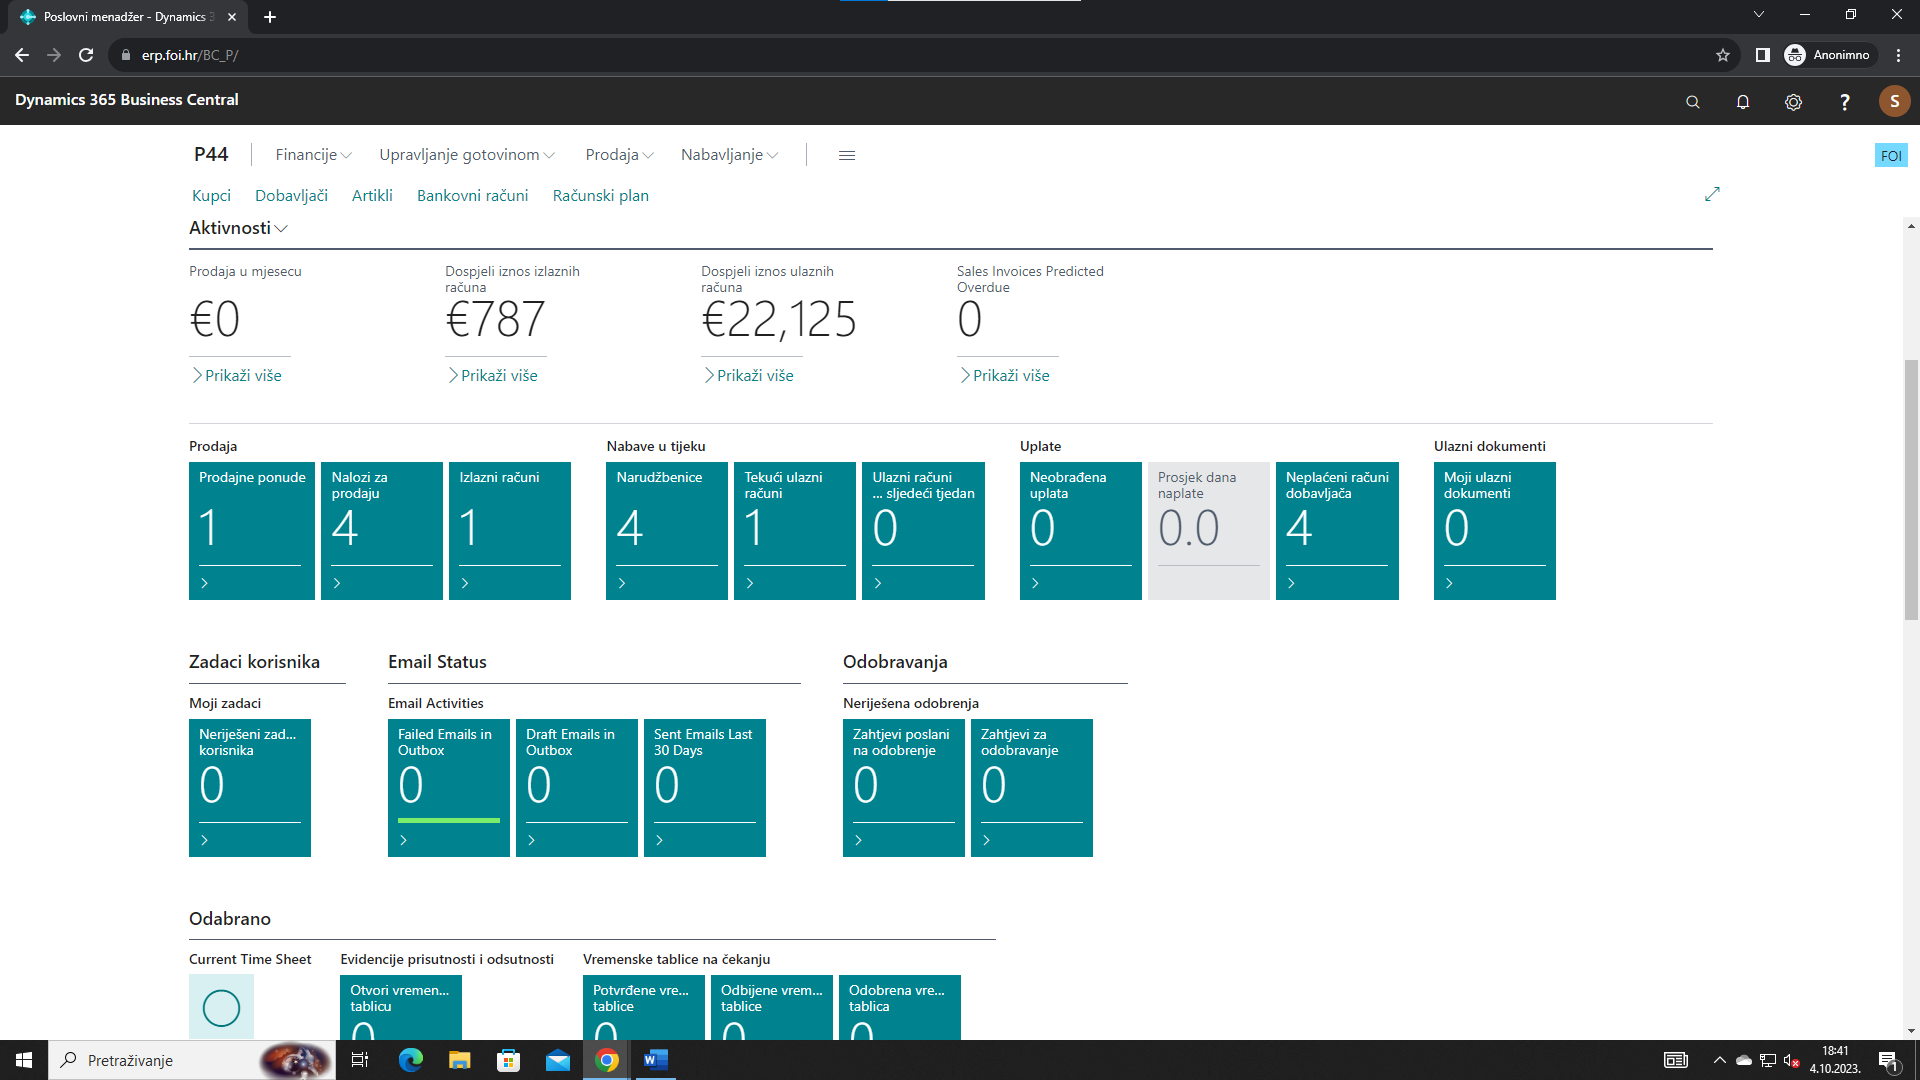 Poslovni menadžer - Dynamics 3
erp.foi.hr/BC_P/
Anonimno
Dynamics 365 Business Central
?
S
P44
Financije
Upravljanje gotovinom
Prodaja
Nabavljanje
FOI
Kupci
Dobavljači
Artikli
Bankovni računi
Računski plan
Aktivnosti
Prodaja u mjesecu
€0
Prikaži više
Dospjeli iznos izlaznih
računa
€787
Prikaži više
Dospjeli iznos ulaznih
računa
€22,125
Prikaži više
Sales Invoices Predicted
Overdue
0
Prikaži više
Prodaja
Prodajne ponude
1
Nalozi za
prodaju
4
Izlazni računi
1
Nabave u tijeku
Narudžbenice
4
Tekući ulazni
računi
1
Ulazni računi
... sljedeći tjedan
0
Uplate
Neobrađena
uplata
0
Prosjek dana
naplate
0.0
Neplaćeni računi
dobavljača
4
Ulazni dokumenti
Moji ulazni
dokumenti
0
Zadaci korisnika
Moji zadaci
Neriješeni zad...
korisnika
0
Email Status
Email Activities
Failed Emails in
Outbox
0
Draft Emails in
Outbox
0
Sent Emails Last
30 Days
0
Odobravanja
Neriješena odobrenja
Zahtjevi poslani
na odobrenje
0
Zahtjevi za
odobravanje
0
Odabrano
Current Time Sheet
Evidencije prisutnosti i odsutnosti
Otvori vremen...
tablicu
0
Vremenske tablice na čekanju
Potvrđene vre...
tablice
0
Odbijene vrem...
tablice
0
Odobrena vre...
tablica
0
Pretraživanje
18:41
4.10.2023.
1